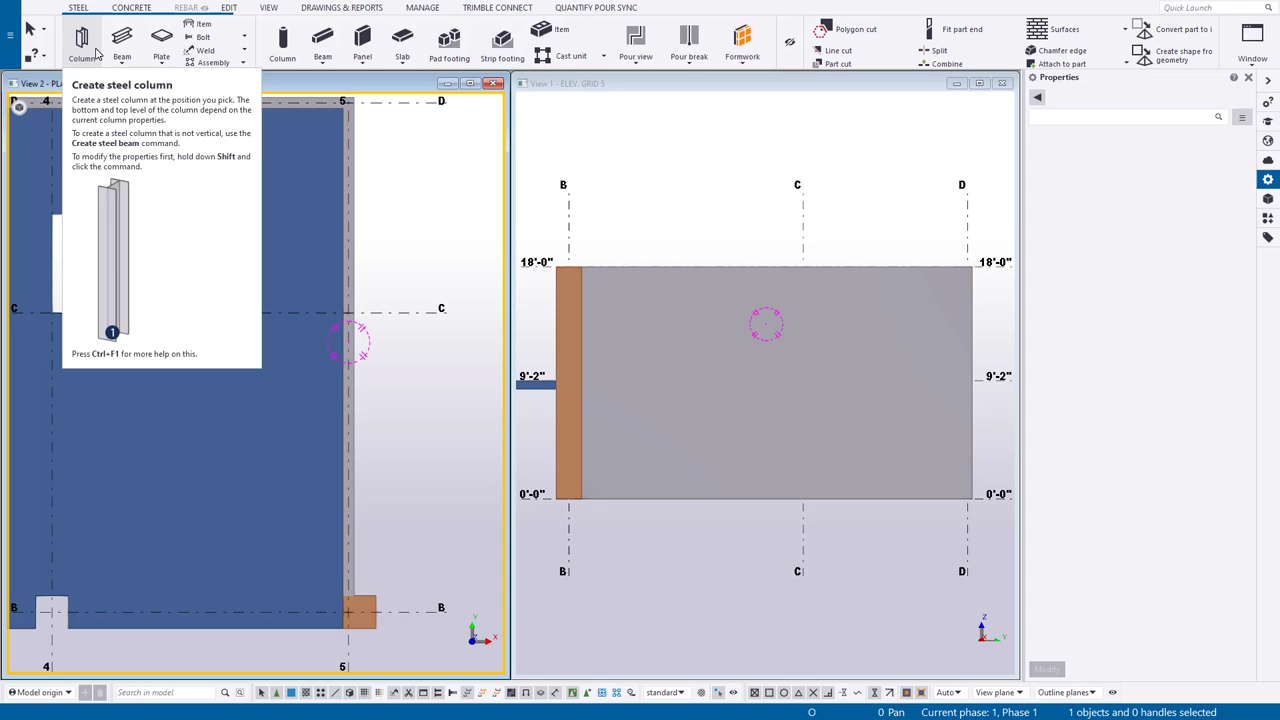 STEEL CONCRETE REBAR EDIT VIEW DRAWINGS & REPORTS MANAGE TRIMBLE CONNECT QUANTIFY POUR SYNC Quick Launch
Item
Bolt
Weld
Assembly
Column Beam Plate
Column Beam Panel Slab Pad footing Strip footing
Item
Cast unit
Pour view Pour break Formwork
Polygon cut
Line cut
Part cut
Fit part end
Split
Combine
Surfaces
Chamfer edge
Attach to part
Convert part to i
Create shape fro
geometry
Window
View 2 - PLA
View 1 - ELEV. GRID 5
Properties
Create steel column
Create a steel column at the position you pick. The
bottom and top level of the column depend on the
current column properties.
To create a steel column that is not vertical, use the
Create steel beam command.
To modify the properties first, hold down Shift and
click the command.
1
Press Ctrl+F1 for more help on this.
4 5 D
C C
B B
4 5
Y
Z X
B C D
18'-0" 18'-0"
9'-2" 9'-2"
0'-0" 0'-0"
B C D
Z
Y
Modify
Model origin Search in model standard Auto View plane Outline planes
O 0 Pan Current phase: 1, Phase 1 1 objects and 0 handles selected